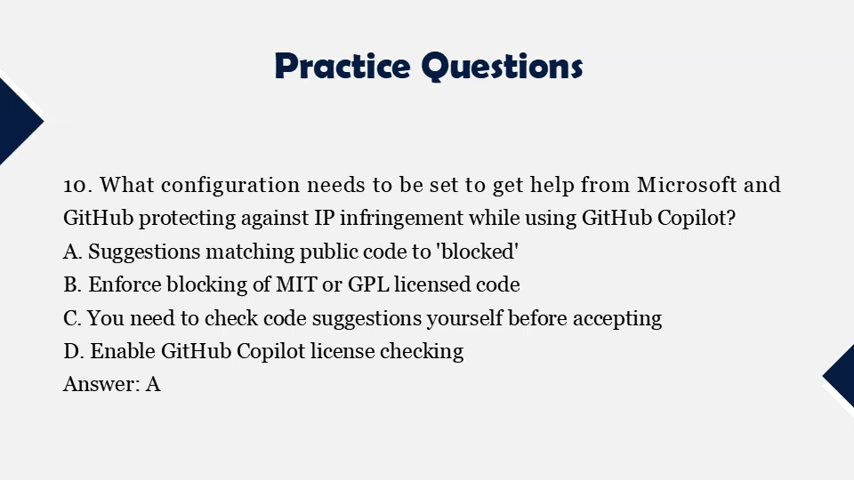 Practice Questions
10. What configuration needs to be set to get help from Microsoft and
GitHub protecting against IP infringement while using GitHub Copilot?
A. Suggestions matching public code to 'blocked'
B. Enforce blocking of MIT or GPL licensed code
C. You need to check code suggestions yourself before accepting
D. Enable GitHub Copilot license checking
Answer: A